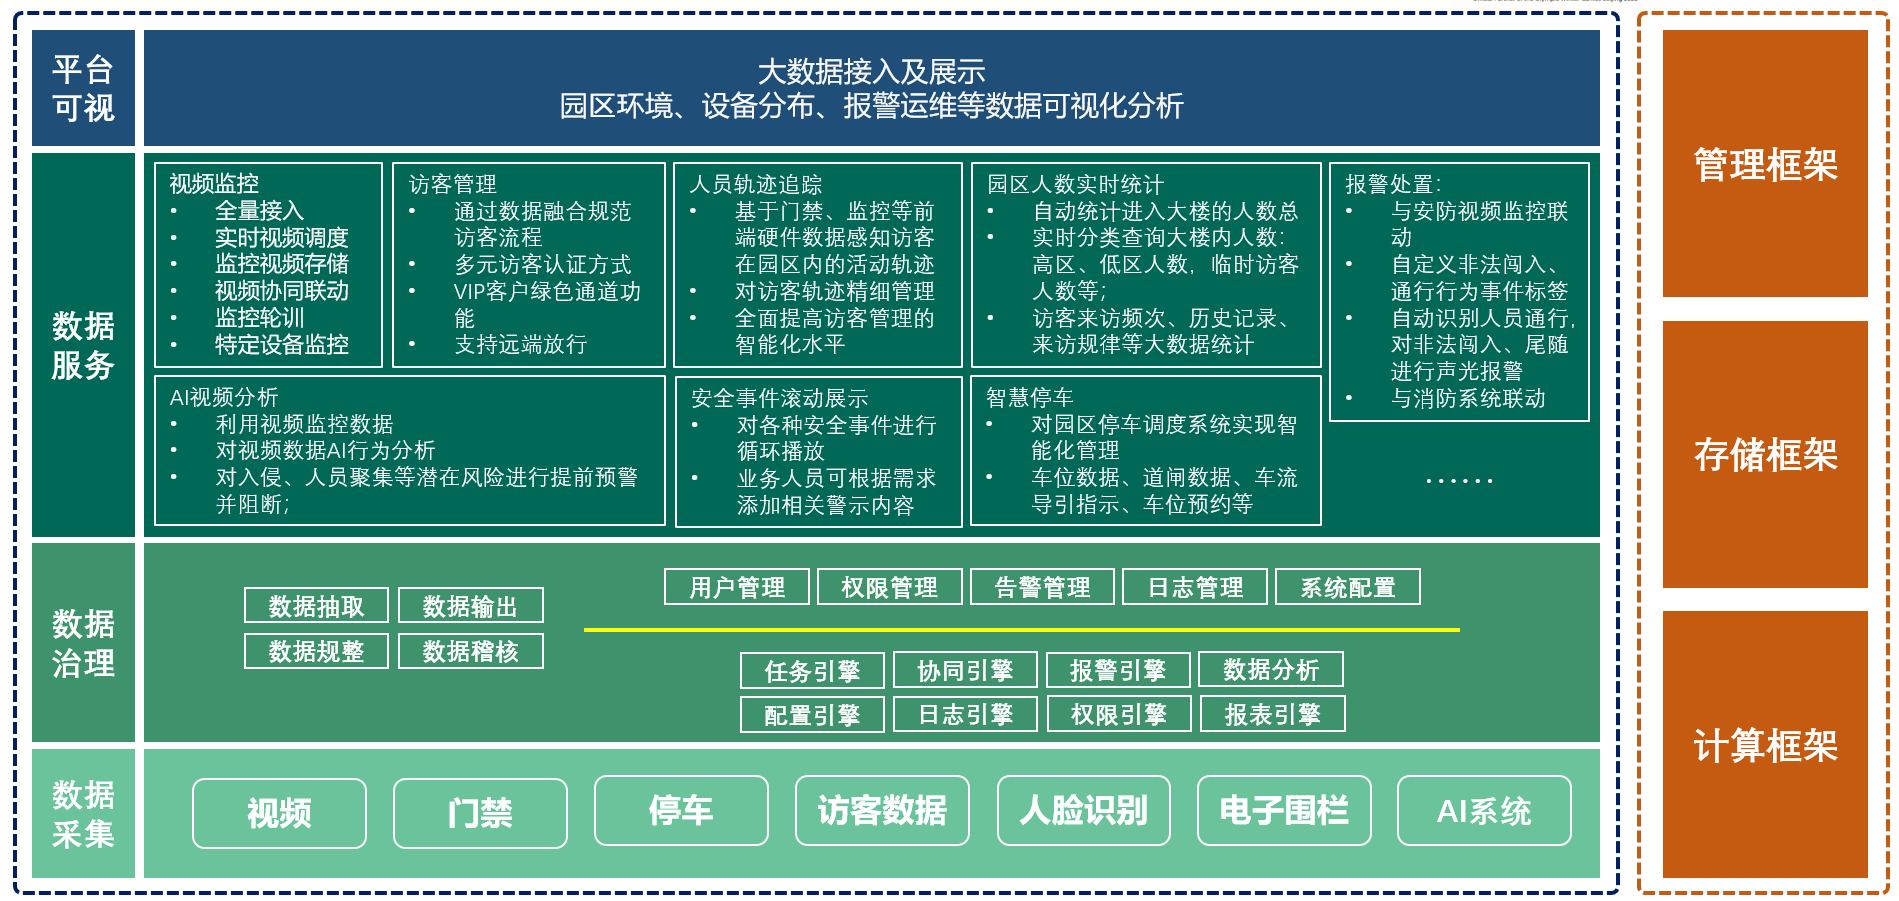 平台
可视
大数据接入及展示
园区环境、设备分布、报警运维等数据可视化分析
数据
服务
视频监控
• 全量接入
• 实时视频调度
• 监控视频存储
• 视频协同联动
• 监控轮训
• 特定设备监控
访客管理
• 通过数据融合规范
访客流程
• 多元访客认证方式
• VIP客户绿色通道功
能
• 支持远端放行
人员轨迹追踪
• 基于门禁、监控等前
端硬件数据感知访客
在园区内的活动轨迹
• 对访客轨迹精细管理
• 全面提高访客管理的
智能化水平
园区人数实时统计
• 自动统计进入大楼的人数总
• 实时分类查询大楼内人数：
高区、低区人数，临时访客
人数等；
• 访客来访频次、历史记录、
来访规律等大数据统计
报警处置：
• 与安防视频监控联
动
• 自定义非法闯入、
通行行为事件标签
• 自动识别人员通行，
对非法闯入、尾随
进行声光报警
• 与消防系统联动
AI视频分析
• 利用视频监控数据
• 对视频数据AI行为分析
• 对入侵、人员聚集等潜在风险进行提前预警
并阻断；
安全事件滚动展示
• 对各种安全事件进行
循环播放
• 业务人员可根据需求
添加相关警示内容
智慧停车
• 对园区停车调度系统实现智
能化管理
• 车位数据、道闸数据、车流
导引指示、车位预约等
······
数据
治理
数据抽取
数据输出
数据规整
数据稽核
用户管理
权限管理
告警管理
日志管理
系统配置
任务引擎
协同引擎
报警引擎
数据分析
配置引擎
日志引擎
权限引擎
报表引擎
数据
采集
视频
门禁
停车
访客数据
人脸识别
电子围栏
AI系统
管理框架
存储框架
计算框架